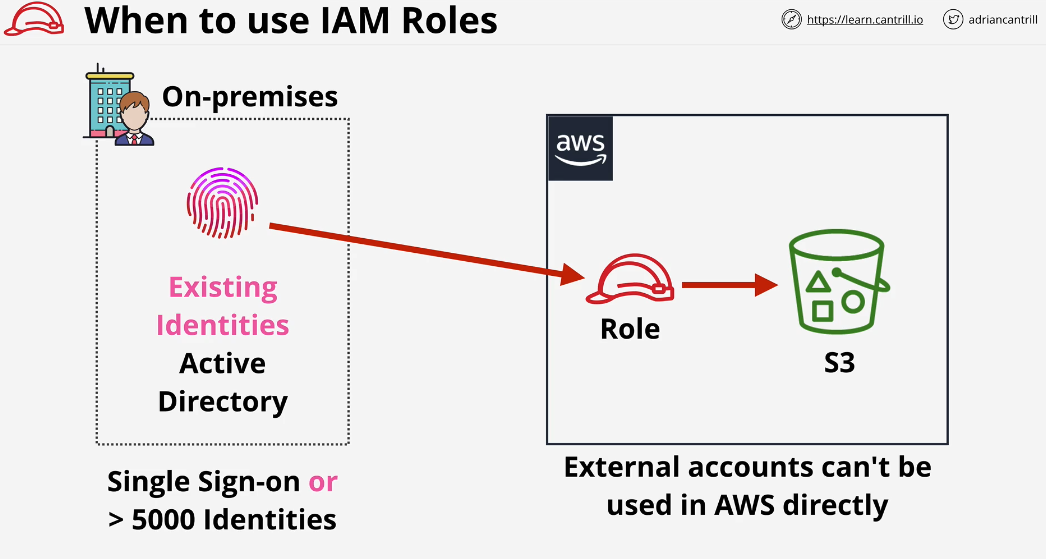 When to use IAM Roles
https://learn.cantrill.io
adriancantrill
On-premises
aws
Existing
Identities
Active
Directory
Role
S3
Single Sign-on or
> 5000 Identities
External accounts can't be
used in AWS directly